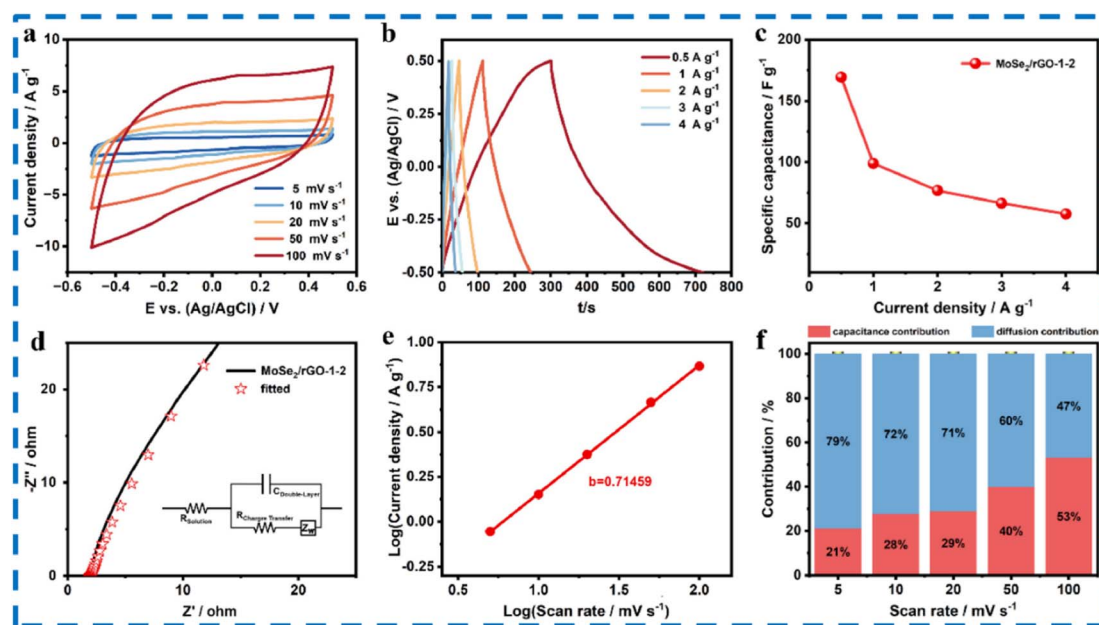 a
Current density / A g⁻¹
10
5
0
−5
−10
5 mV s⁻¹
10 mV s⁻¹
20 mV s⁻¹
50 mV s⁻¹
100 mV s⁻¹
−0.6 −0.4 −0.2 0.0 0.2 0.4 0.6
E vs. (Ag/AgCl) / V
b
E vs. (Ag/AgCl) / V
0.50
0.25
0.00
-0.25
-0.50
0.5 A g⁻¹
1 A g⁻¹
2 A g⁻¹
3 A g⁻¹
4 A g⁻¹
0 100 200 300 400 500 600 700 800
t/s
c
Specific capacitance / F g⁻¹
200
150
100
50
MoSe₂/rGO-1-2
0 1 2 3 4
Current density / A g⁻¹
d
-Z'' / ohm
20
10
0
MoSe₂/rGO-1-2
fitted
C Double-Layer
R Solution
R Charges Transfer
Zw
0 10 20
Z' / ohm
e
Log(Current density / A g⁻¹)
1.00
0.75
0.50
0.25
0.00
-0.25
b=0.71459
0.5 1.0 1.5 2.0
Log(Scan rate / mV s⁻¹)
capacitance contribution diffusion contribution
f
Contribution / %
100
80
60
40
20
0
79% 72% 71% 60% 47%
21% 28% 29% 40% 53%
5 10 20 50 100
Scan rate / mV s⁻¹